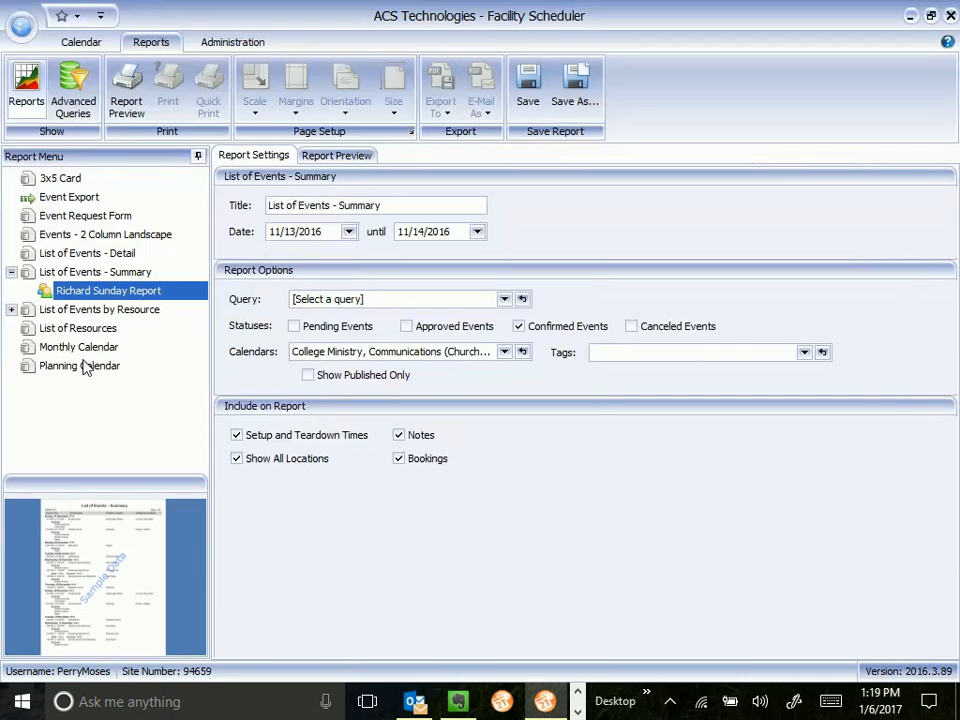 ACS Technologies - Facility Scheduler
Calendar
Reports
Administration
Reports
Advanced Queries
Report Preview
Print
Quick Print
Scale
Margins
Orientation
Size
Export To
E-Mail As
Save
Save As...
Show
Print
Page Setup
Export
Save Report
Report Menu
3x5 Card
Event Export
Event Request Form
Events - 2 Column Landscape
List of Events - Detail
List of Events - Summary
Richard Sunday Report
List of Events by Resource
List of Resources
Monthly Calendar
Planning Calendar
List of Events - Summary
Sample Data
Report Settings
Report Preview
List of Events - Summary
Title: List of Events - Summary
Date: 11/13/2016 until 11/14/2016
Report Options
Query: [Select a query]
Statuses: Pending Events Approved Events Confirmed Events Canceled Events
Calendars: College Ministry, Communications (Church... Tags:
Show Published Only
Include on Report
Setup and Teardown Times Notes
Show All Locations Bookings
Username: PerryMoses Site Number: 94659
Version: 2016.3.89
Ask me anything
Desktop
1:19 PM
1/6/2017